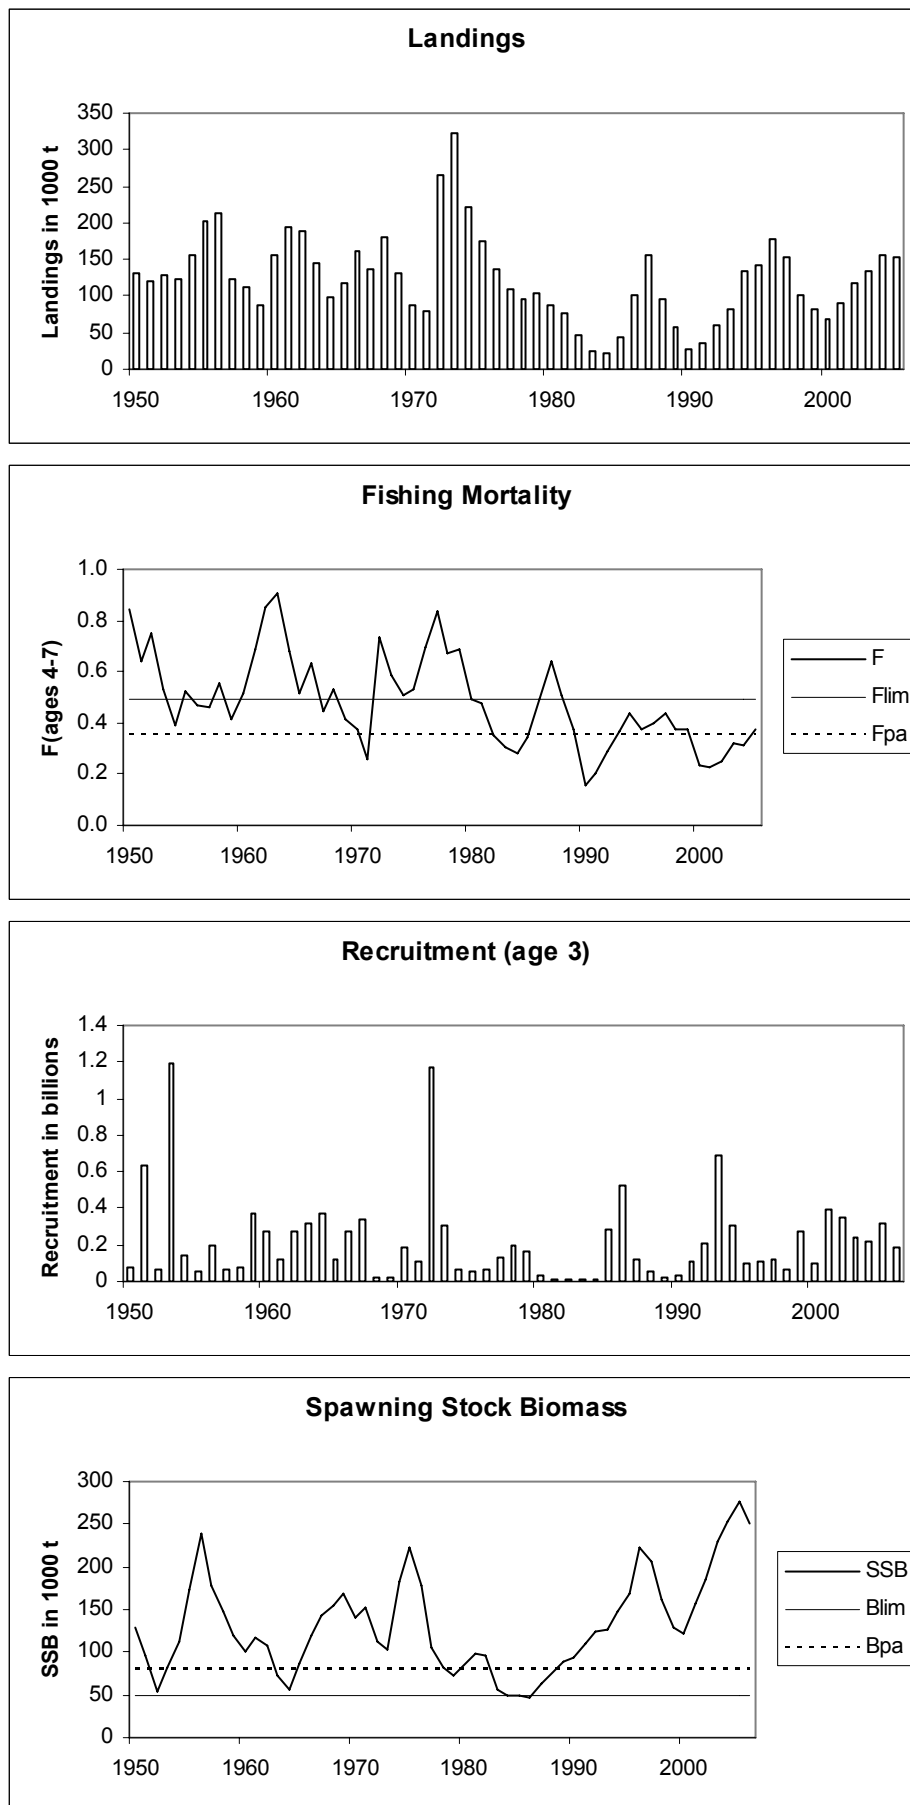 Landings
Landings in 1000 t
350
300
250
200
150
100
50
0
1950 1960 1970 1980 1990 2000
Fishing Mortality
F(ages 4-7)
1.0
0.8
0.6
0.4
0.2
0.0
1950 1960 1970 1980 1990 2000
F
Flim
Fpa
Recruitment (age 3)
Recruitment in billions
1.4
1.2
1
0.8
0.6
0.4
0.2
0
1950 1960 1970 1980 1990 2000
Spawning Stock Biomass
SSB in 1000 t
300
250
200
150
100
50
0
1950 1960 1970 1980 1990 2000
SSB
Blim
Bpa